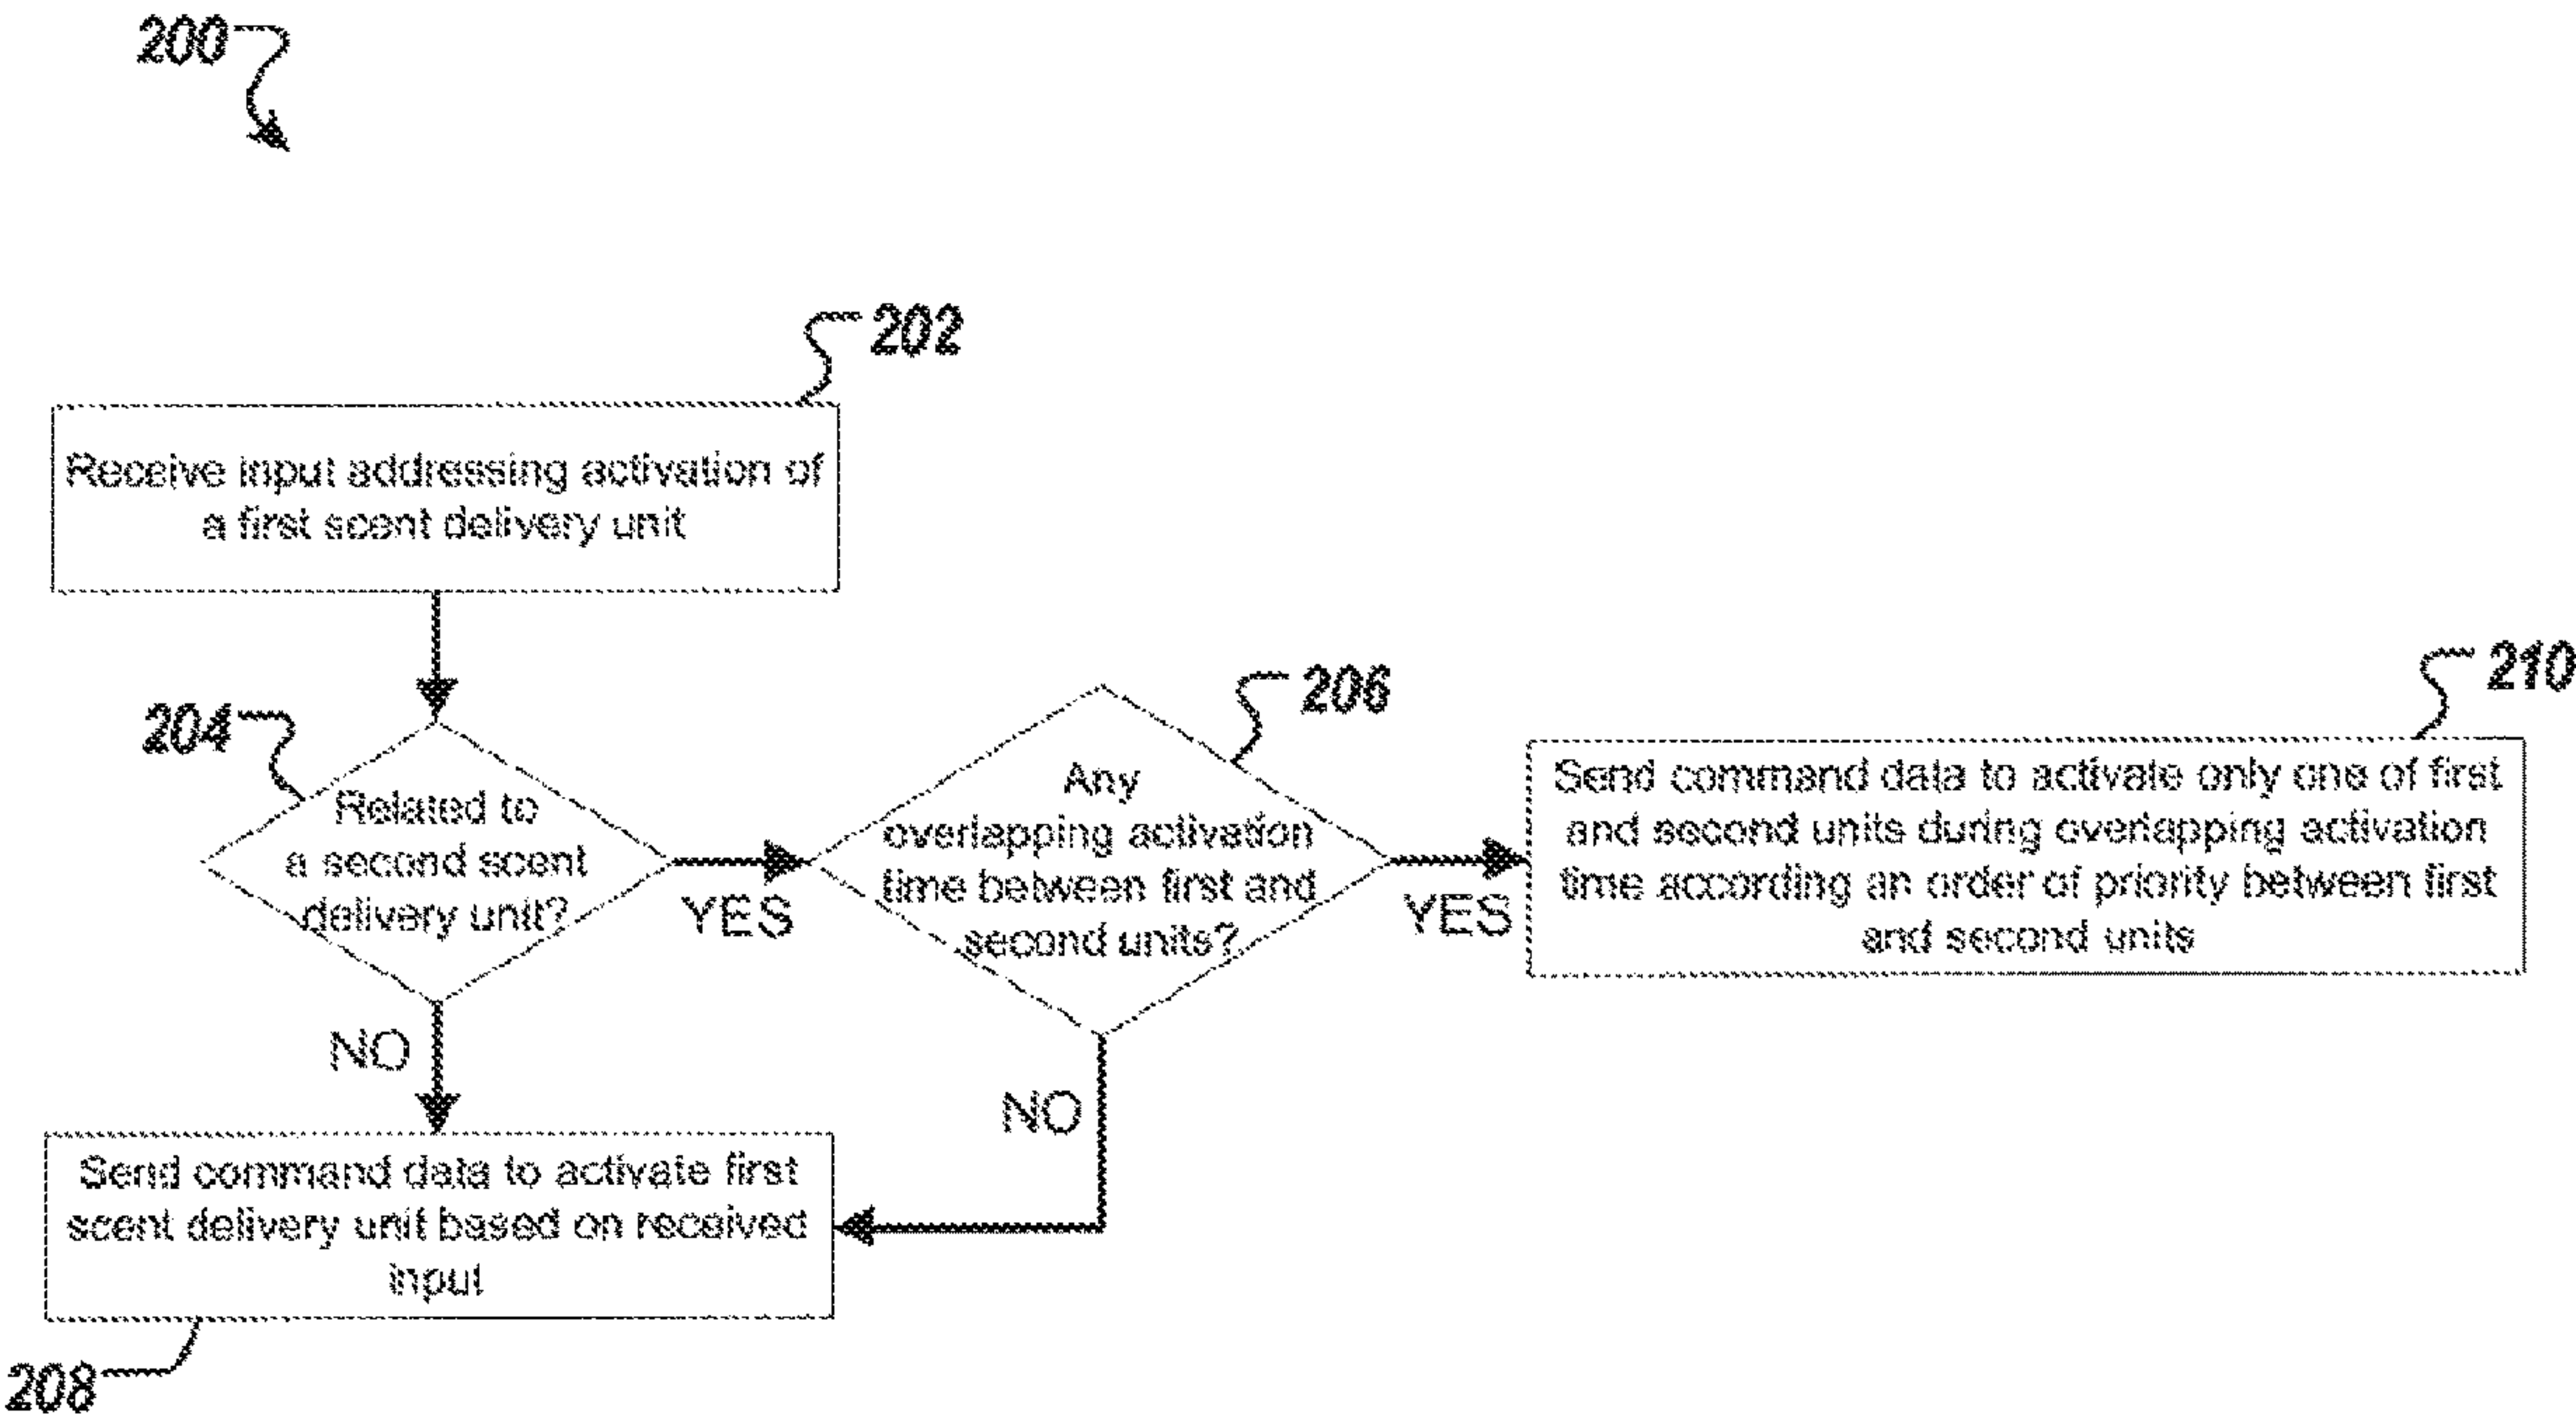 200
202
Receive input addressing activation of
a first scent delivery unit
204
Related to
a second scent
delivery unit?
YES
NO
206
Any
overlapping activation
time between first and
second units?
YES
NO
210
Send command data to activate only one of first
and second units during overlapping activation
time according an order of priority between first
and second units
Send command data to activate first
scent delivery unit based on received
input
208